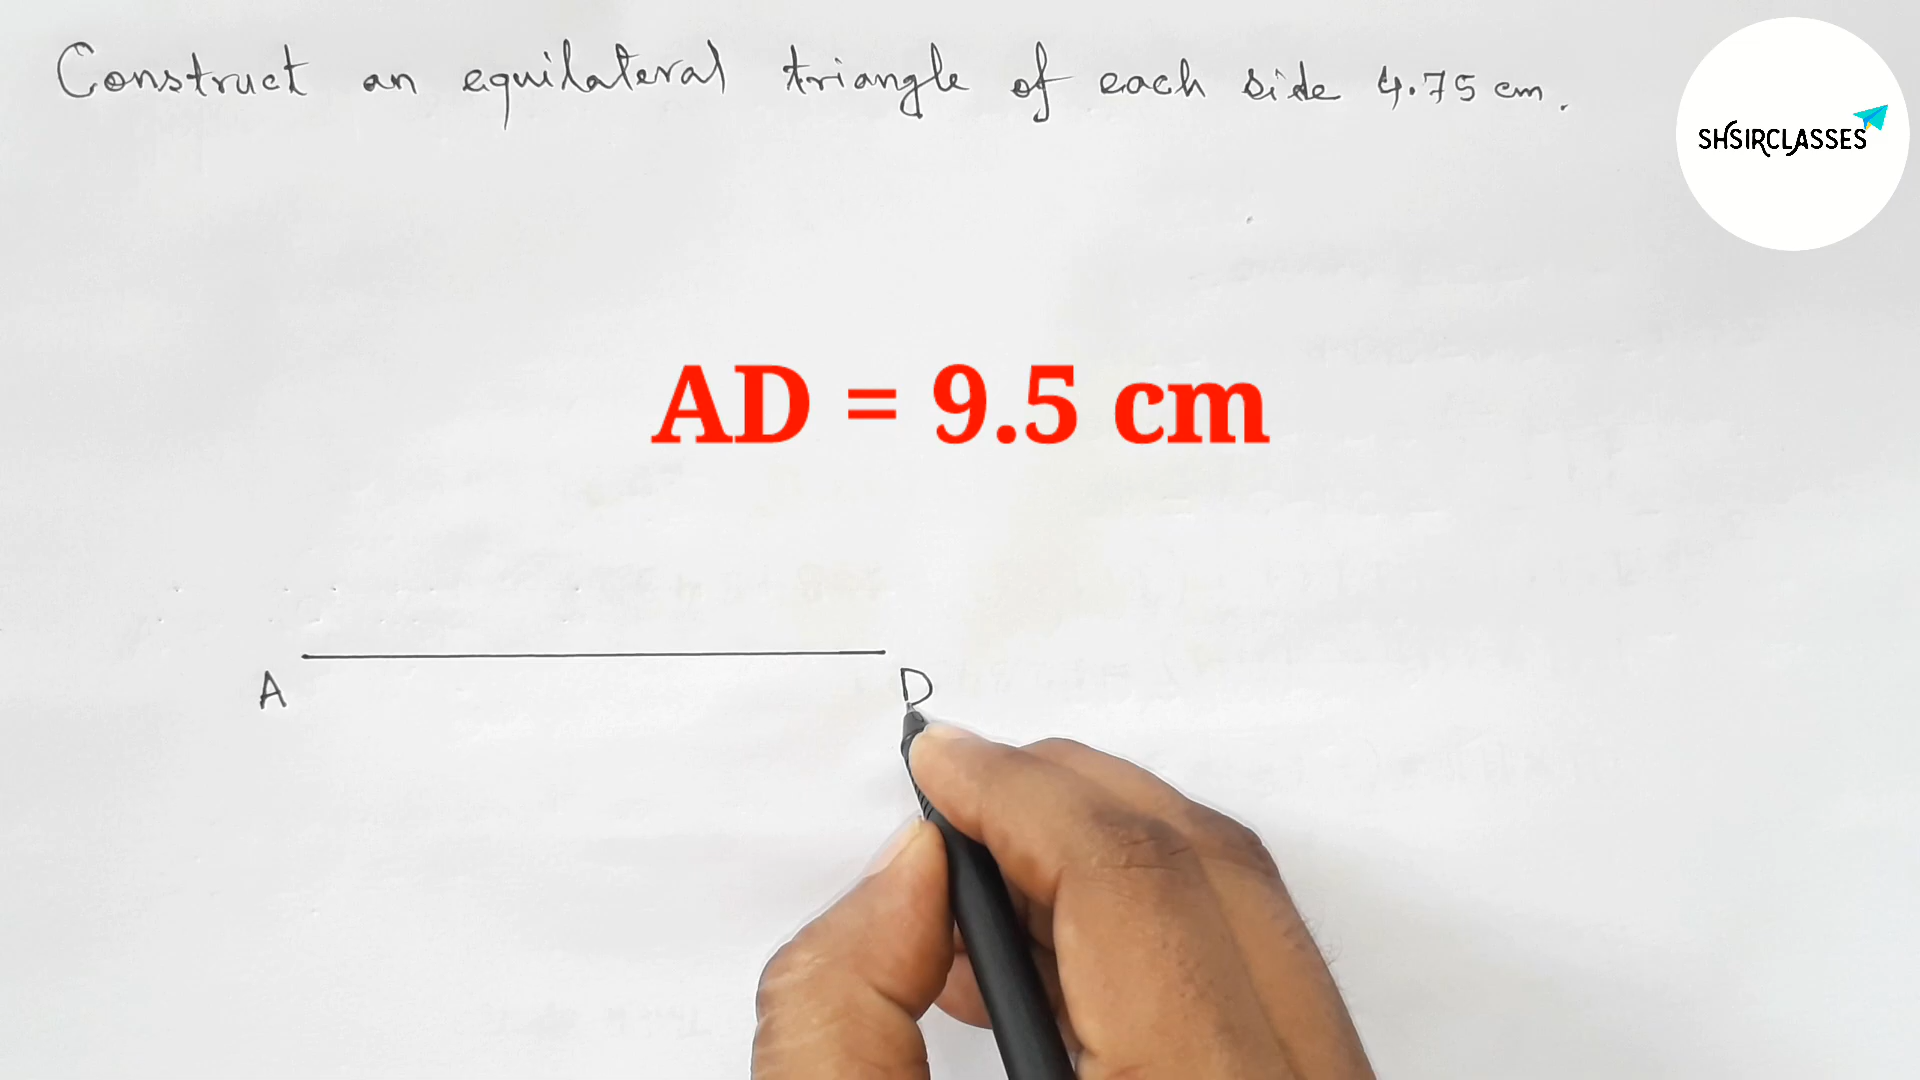 Construct an equilateral triangle of each side 4.75 cm.
SHSIRCLASSES
AD = 9.5 cm
A D